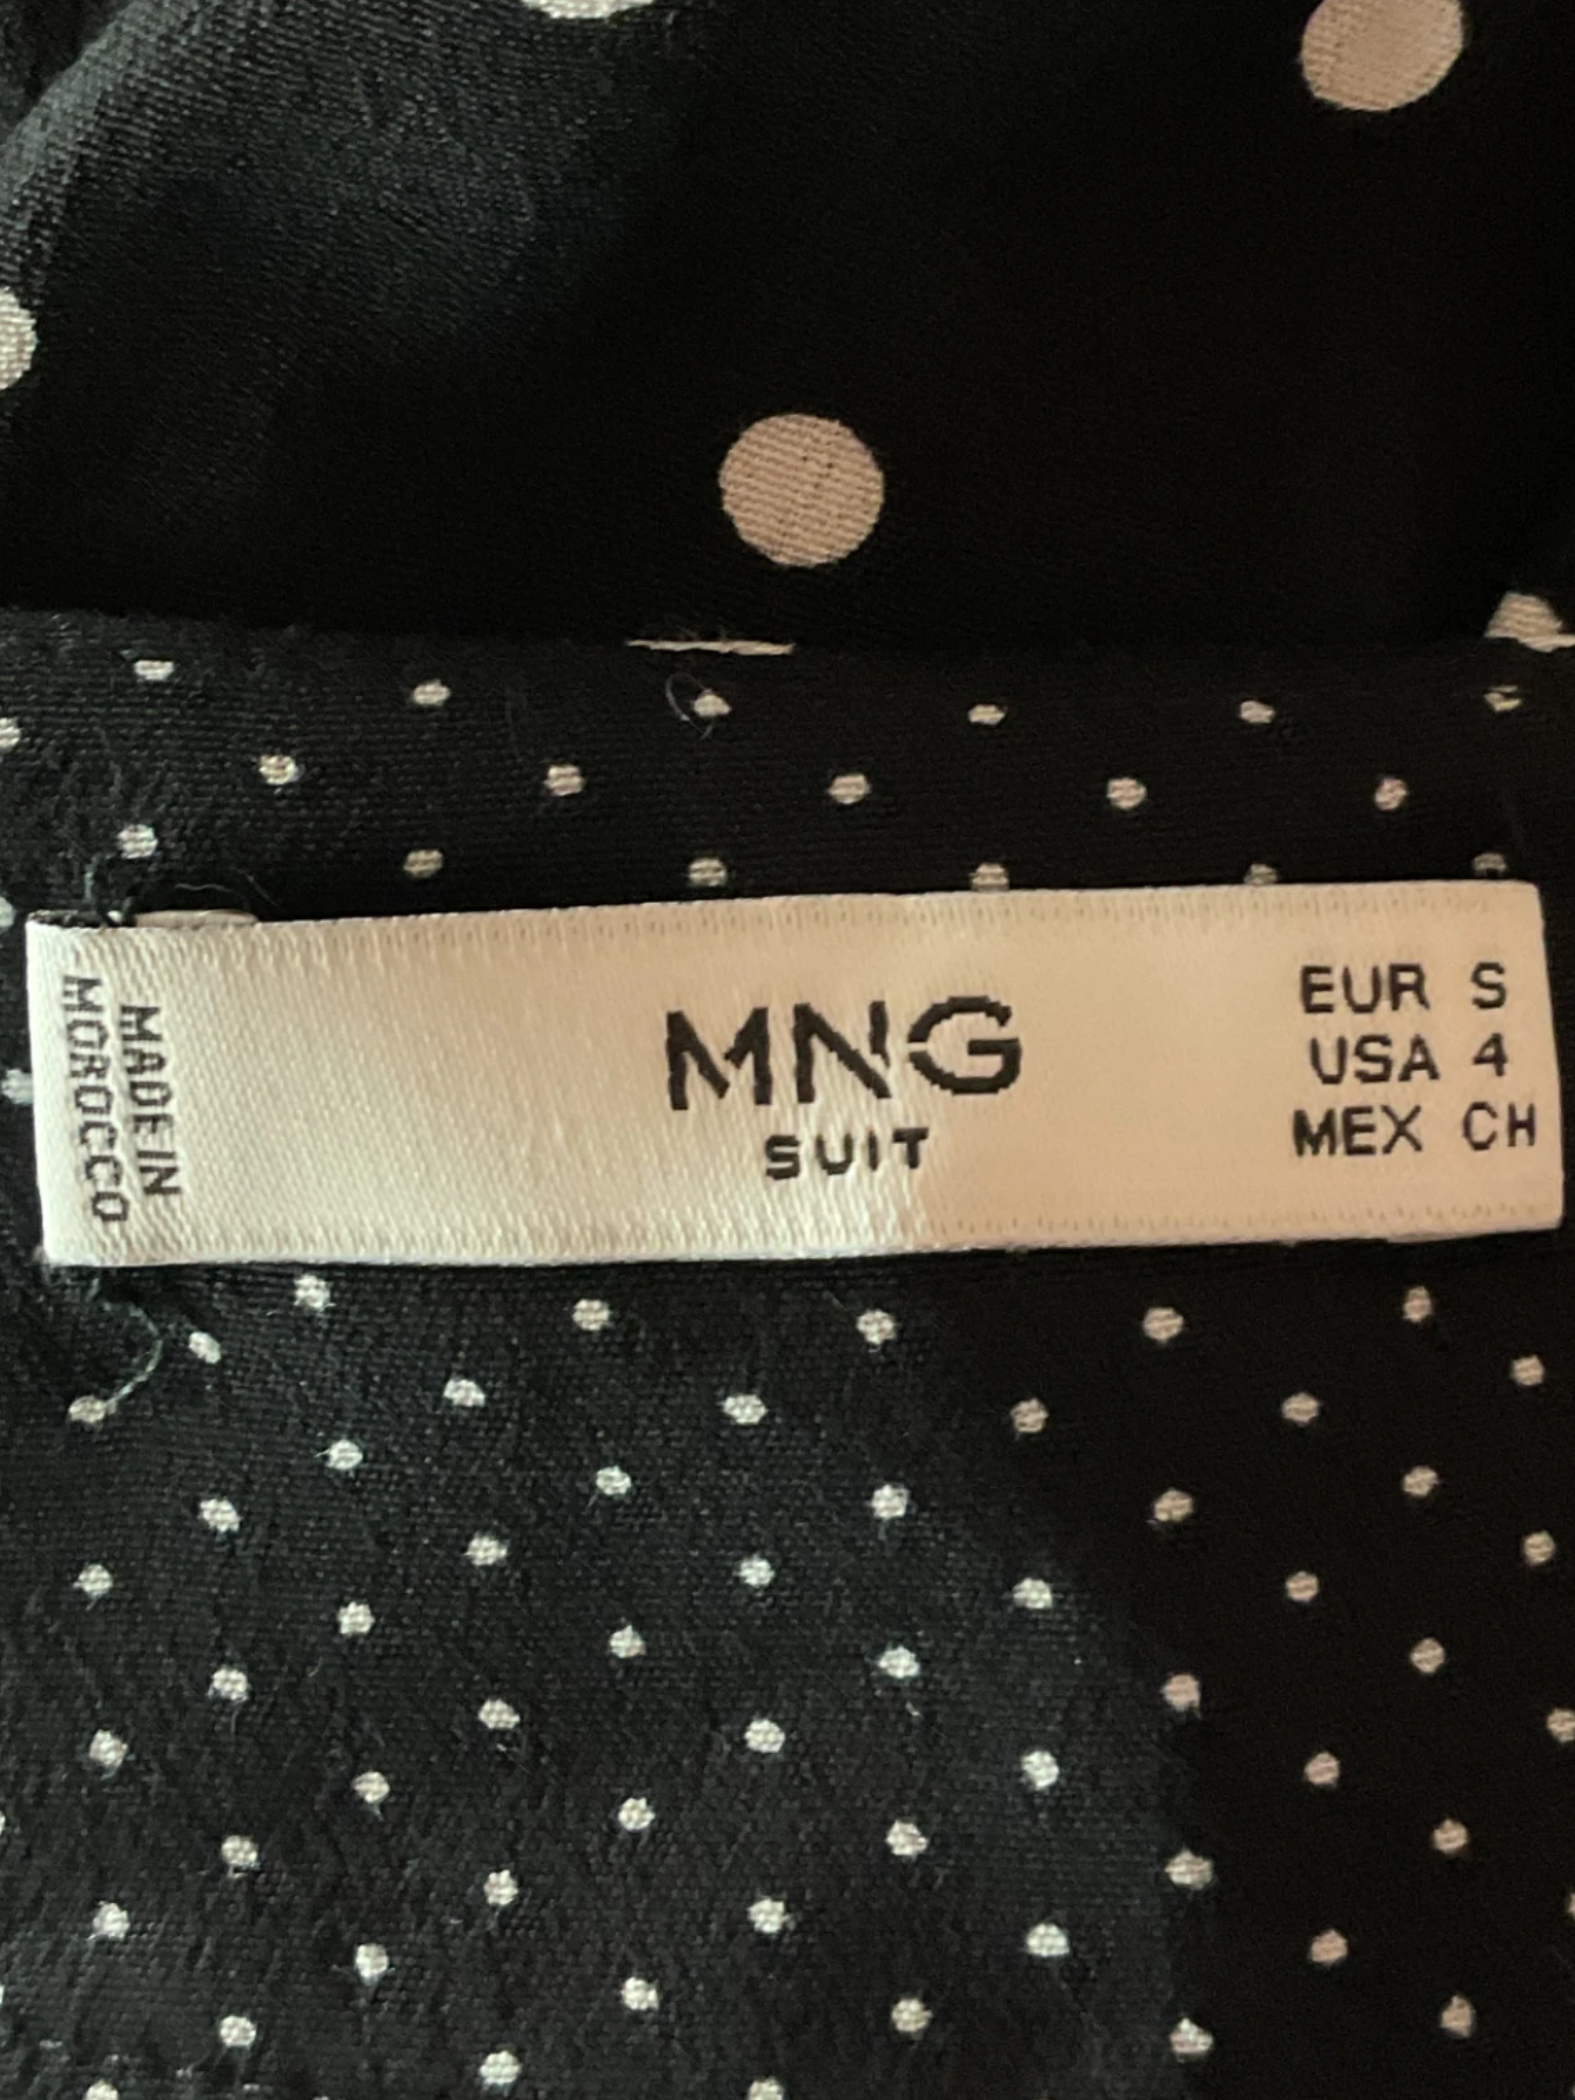 MADE IN
MOROCCO
MNG
SUIT
EUR S
USA 4
MEX CH